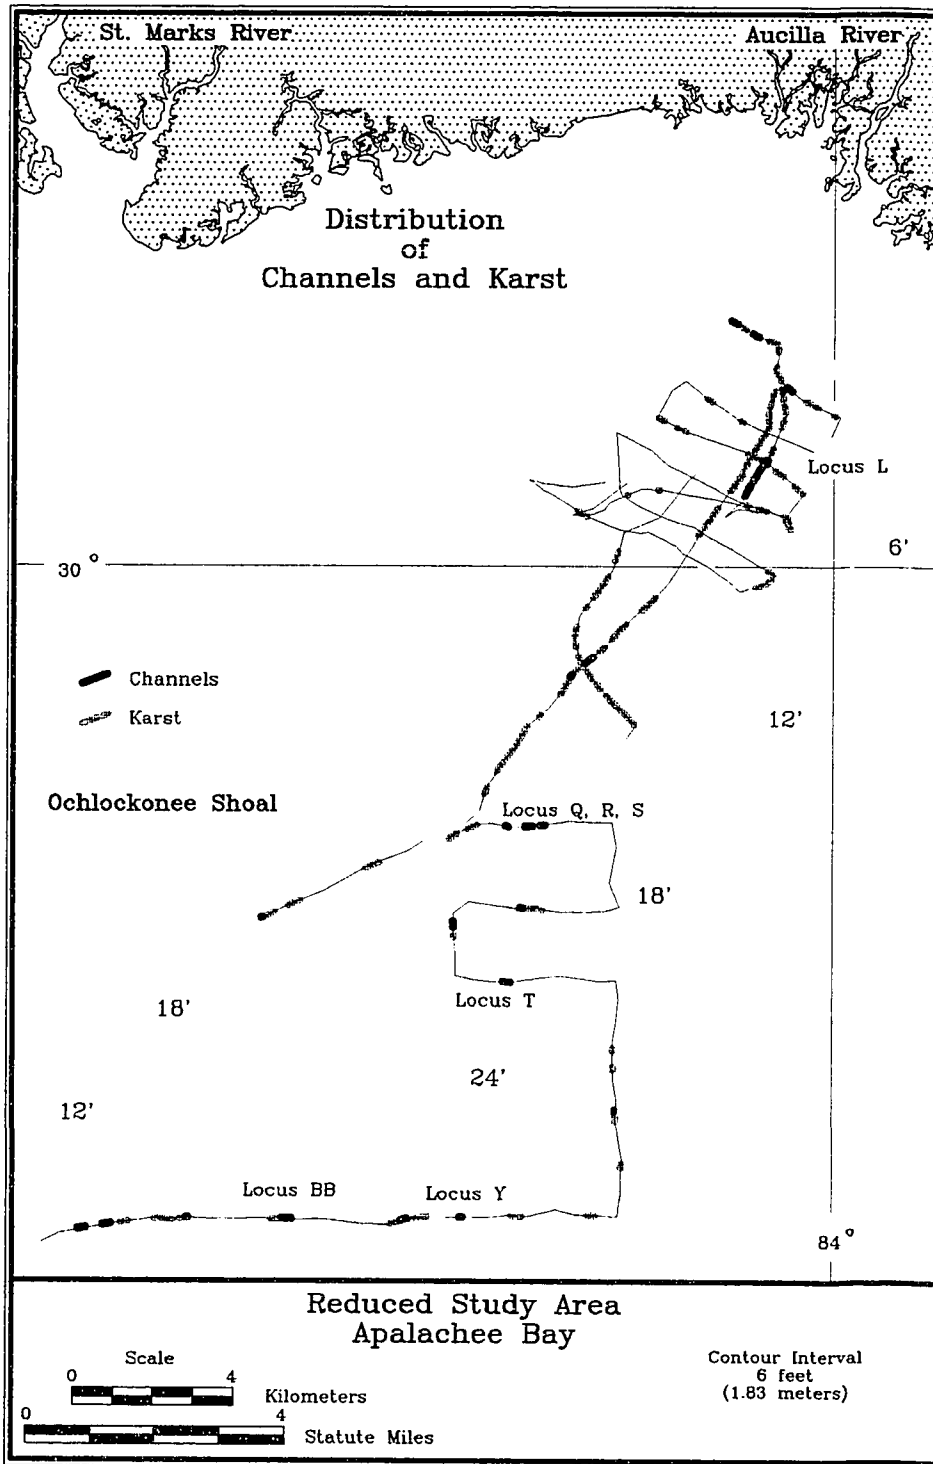 St. Marks River
Aucilla River
Distribution
of
Channels and Karst
Locus L
6'
30°
Channels
Karst
12'
Ochlockonee Shoal
Locus Q, R, S
18'
18'
Locus T
24'
12'
Locus BB
Locus Y
84°
Reduced Study Area
Apalachee Bay
Scale
0 4
Kilometers
0 4
Statute Miles
Contour Interval
6 feet
(1.83 meters)